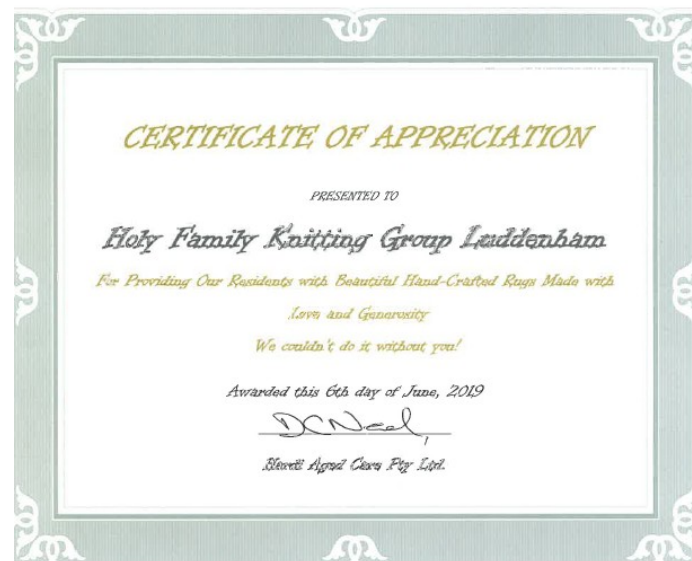 CERTIFICATE OF APPRECIATION
PRESENTED TO
Holy Family Knitting Group Luddenham
For Providing Our Residents with Beautiful Hand-Crafted Rugs Made with
Love and Generosity
We couldn't do it without you!
Awarded this 6th day of June, 2019
Aged Care Pty Ltd.